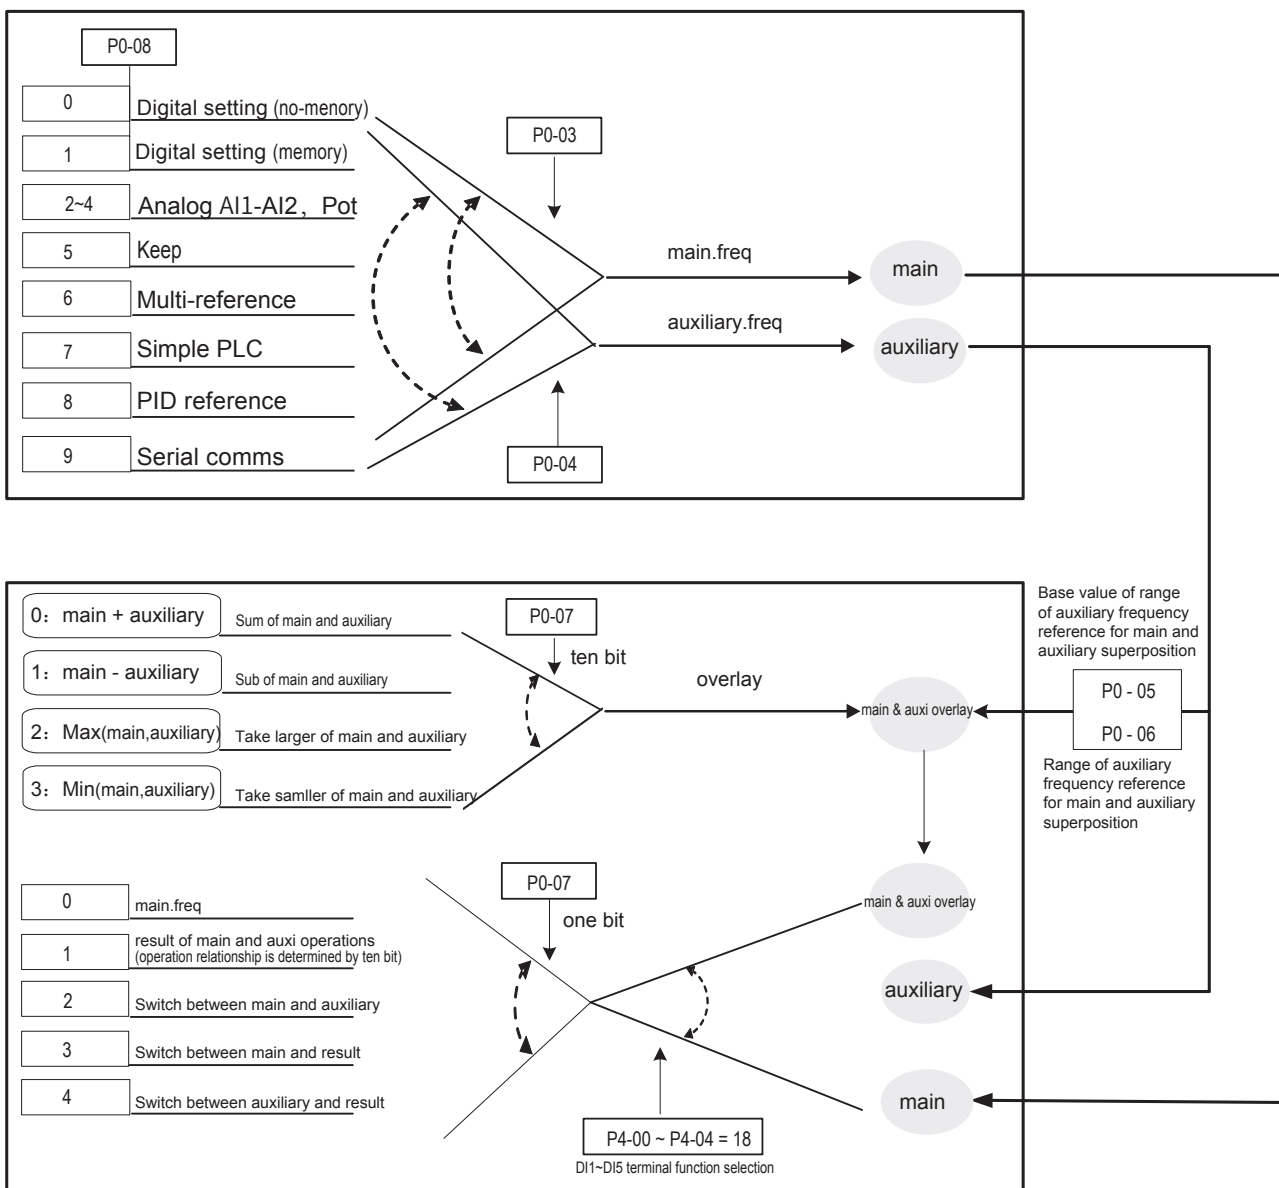 P0-08
0 Digital setting (no-menory)
1 Digital setting (memory)
2~4 Analog AI1-AI2, Pot
5 Keep
6 Multi-reference
7 Simple PLC
8 PID reference
9 Serial comms
P0-03
P0-04
main.freq
auxiliary.freq
main
auxiliary
0: main + auxiliary Sum of main and auxiliary
1: main - auxiliary Sub of main and auxiliary
2: Max(main,auxiliary) Take larger of main and auxiliary
3: Min(main,auxiliary) Take samller of main and auxiliary
P0-07
ten bit
overlay
main & auxi overlay
Base value of range
of auxiliary frequency
reference for main and
auxiliary superposition
P0 - 05
P0 - 06
Range of auxiliary
frequency reference
for main and auxiliary
superposition
0 main.freq
1 result of main and auxi operations
(operation relationship is determined by ten bit)
2 Switch between main and auxiliary
3 Switch between main and result
4 Switch between auxiliary and result
P0-07
one bit
main & auxi overlay
auxiliary
main
P4-00 ~ P4-04 = 18
DI1~DI5 terminal function selection